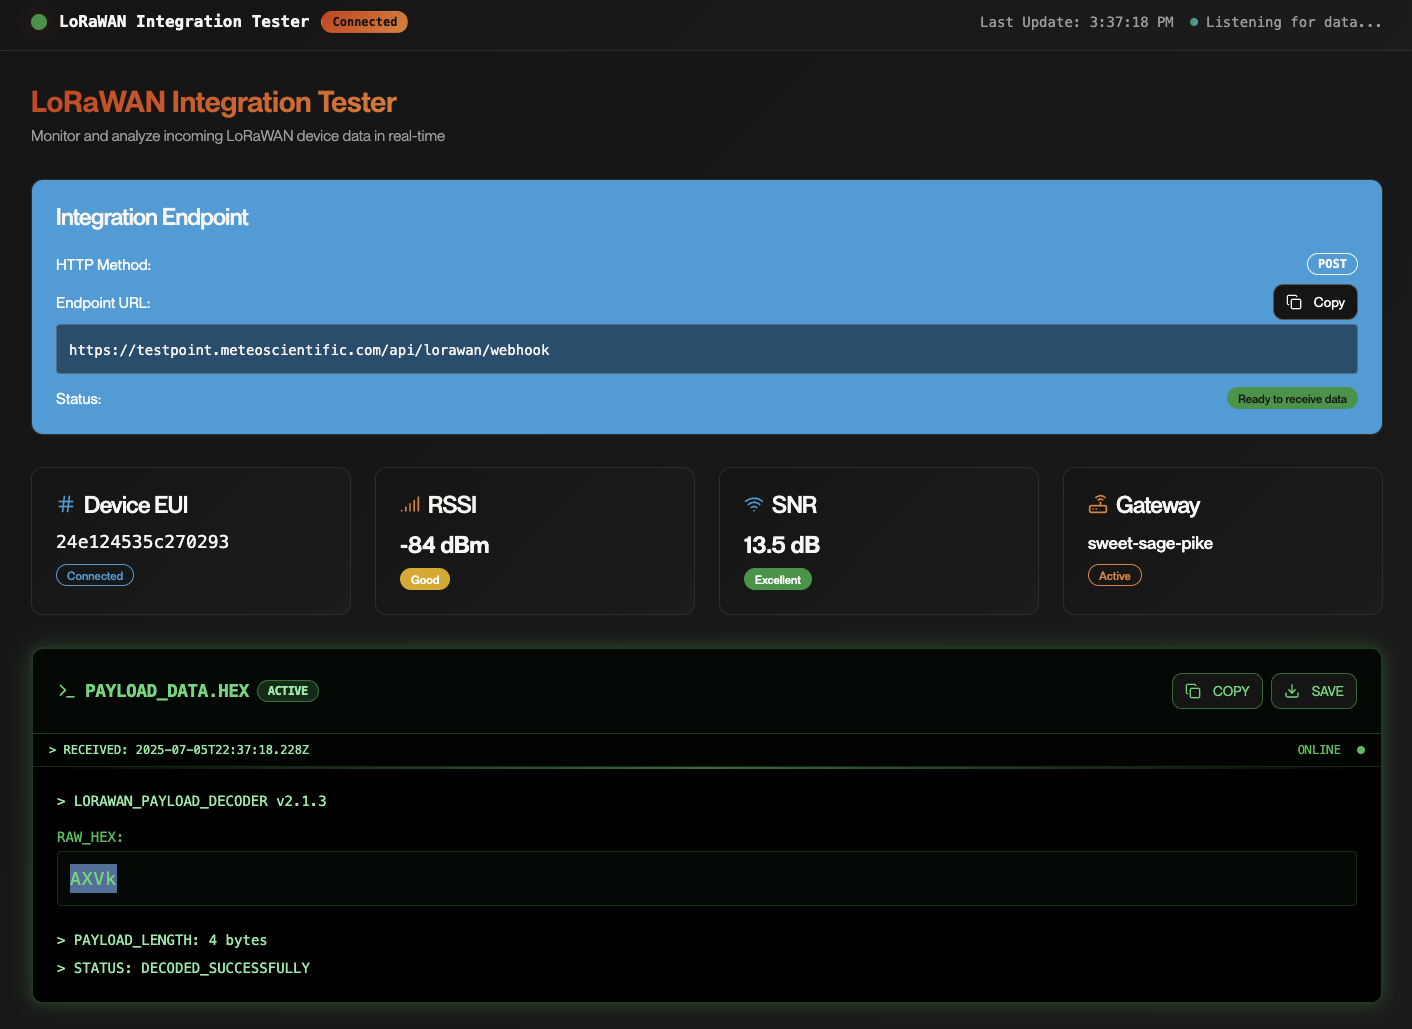 LoRaWAN Integration Tester Connected Last Update: 3:37:18 PM Listening for data...
LoRaWAN Integration Tester
Monitor and analyze incoming LoRaWAN device data in real-time
Integration Endpoint
HTTP Method: POST
Endpoint URL: Copy
https://testpoint.meteoscientific.com/api/lorawan/webhook
Status: Ready to receive data
Device EUI
24e124535c270293
Connected
RSSI
-84 dBm
Good
SNR
13.5 dB
Excellent
Gateway
sweet-sage-pike
Active
>_ PAYLOAD_DATA.HEX ACTIVE COPY SAVE
> RECEIVED: 2025-07-05T22:37:18.228Z ONLINE
> LORAWAN_PAYLOAD_DECODER v2.1.3
RAW_HEX:
AXVk
> PAYLOAD_LENGTH: 4 bytes
> STATUS: DECODED_SUCCESSFULLY